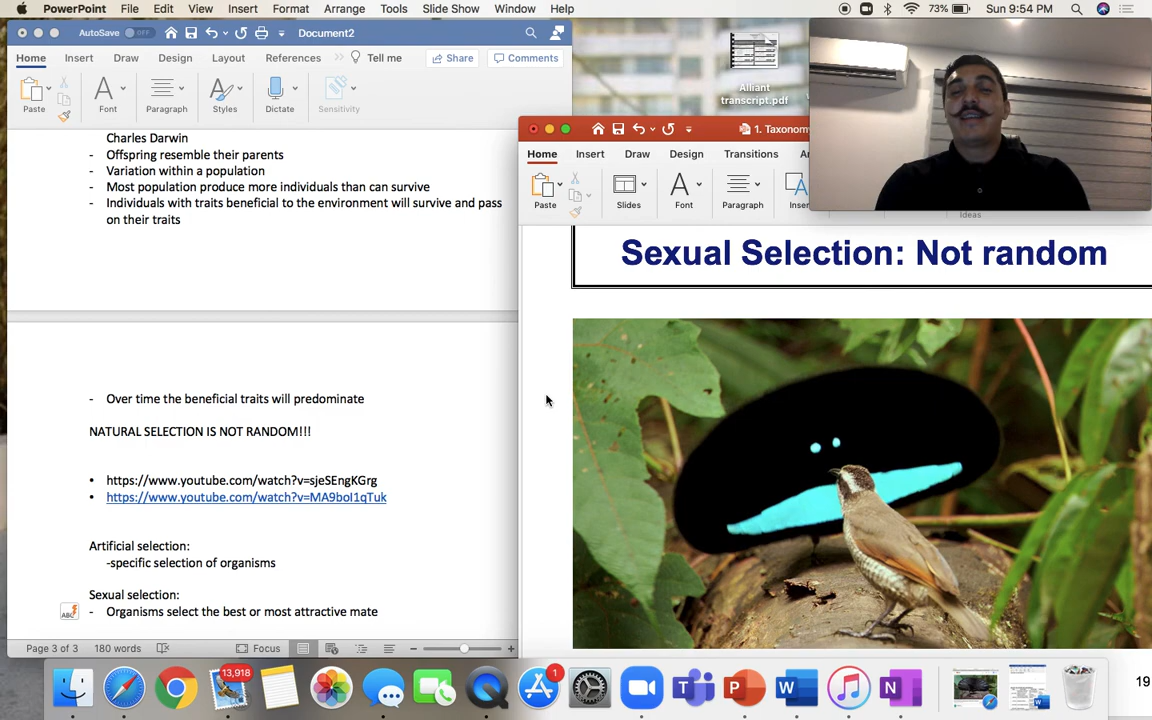 PowerPoint File Edit View Insert Format Arrange Tools Slide Show Window Help 73% Sun 9:54 PM
AutoSave OFF Document2
Home Insert Draw Design Layout References Tell me Share Comments
Paste Font Paragraph Styles Dictate Sensitivity
Charles Darwin
- Offspring resemble their parents
- Variation within a population
- Most population produce more individuals than can survive
- Individuals with traits beneficial to the environment will survive and pass
on their traits
- Over time the beneficial traits will predominate
NATURAL SELECTION IS NOT RANDOM!!!
• https://www.youtube.com/watch?v=sjeSEngKGrg
• https://www.youtube.com/watch?v=MA9boI1qTuk
Artificial selection:
-specific selection of organisms
Sexual selection:
- Organisms select the best or most attractive mate
ABC
Page 3 of 3 180 words Focus
Alliant
transcript.pdf
1. Taxonomy
Home Insert Draw Design Transitions
Paste Slides Font Paragraph Inser
Ideas
Sexual Selection: Not random
19
13,918
1